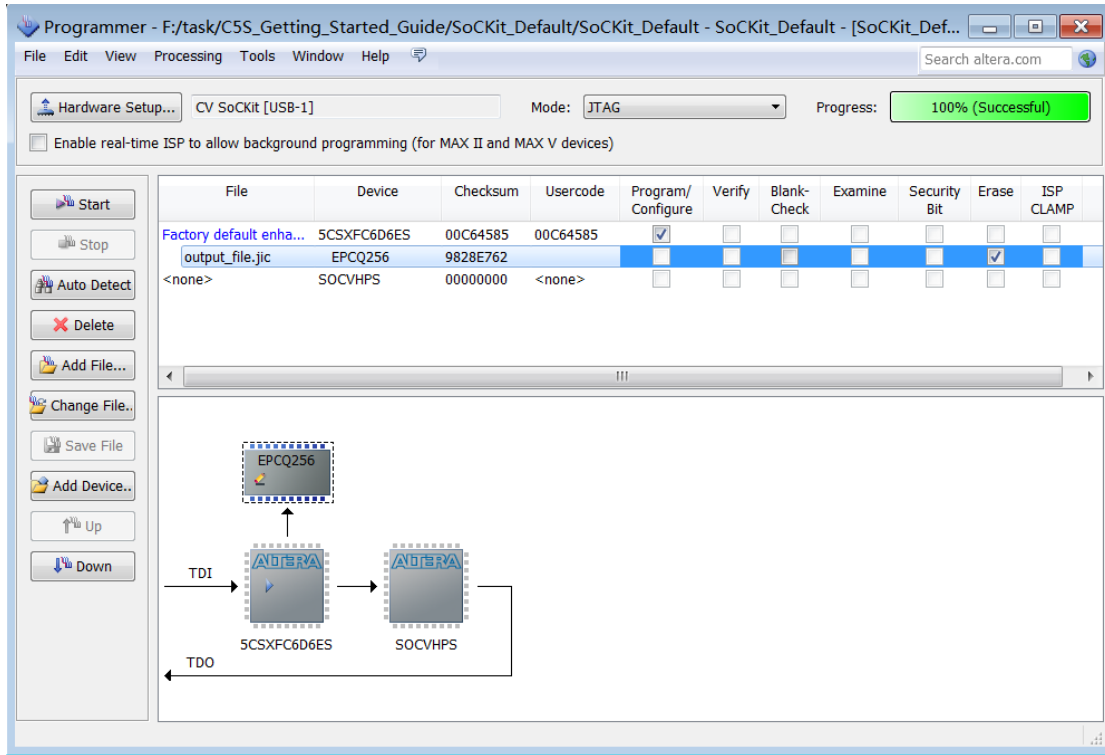 Programmer - F:/task/C5S_Getting_Started_Guide/SoCKit_Default/SoCKit_Default - SoCKit_Default - [SoCKit_Def...
File Edit View Processing Tools Window Help
Search altera.com
Hardware Setup... CV SoCKit [USB-1] Mode: JTAG Progress: 100% (Successful)
Enable real-time ISP to allow background programming (for MAX II and MAX V devices)
Start
Stop
Auto Detect
Delete
Add File...
Change File..
Save File
Add Device..
Up
Down
File Device Checksum Usercode Program/ Verify Blank- Examine Security Erase ISP
Configure Check Bit CLAMP
Factory default enha... 5CSXFC6D6ES 00C64585 00C64585
output_file.jic EPCQ256 9828E762
<none> SOCVHPS 00000000 <none>
EPCQ256
TDI
ALTERA ALTERA
5CSXFC6D6ES SOCVHPS
TDO